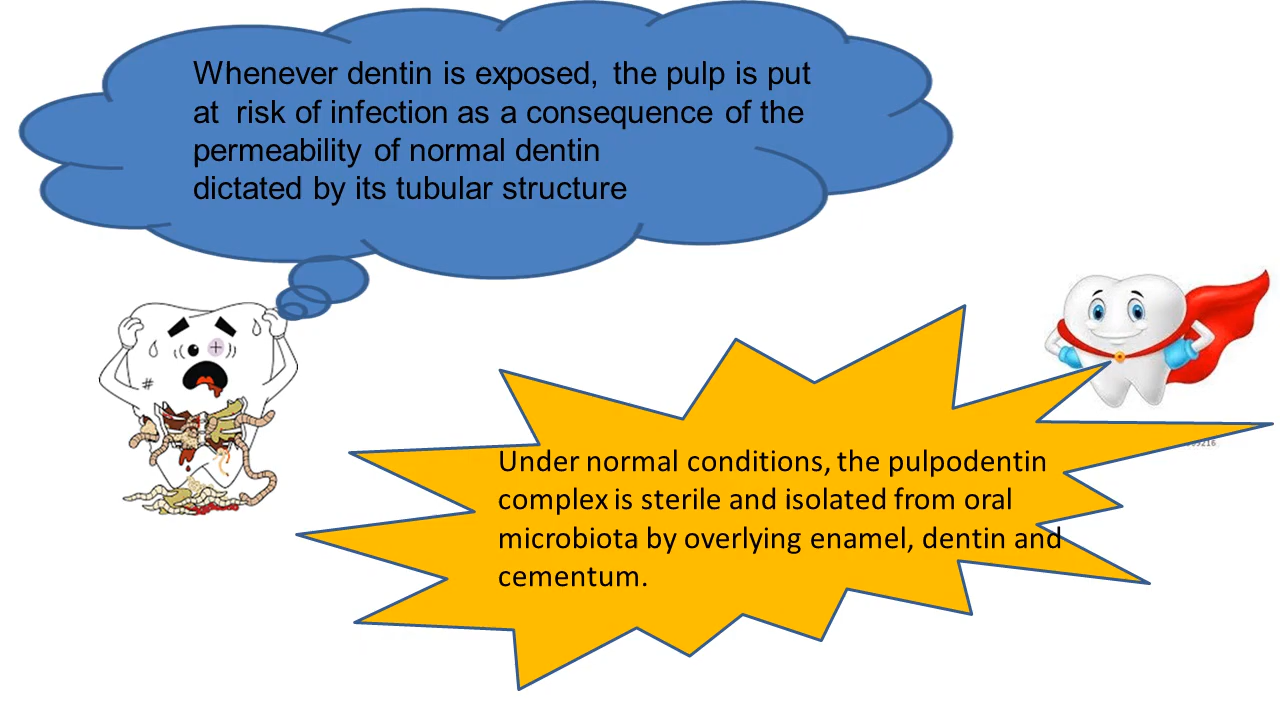 Whenever dentin is exposed, the pulp is put
at risk of infection as a consequence of the
permeability of normal dentin
dictated by its tubular structure
#
Under normal conditions, the pulpodentin
complex is sterile and isolated from oral
microbiota by overlying enamel, dentin and
cementum.